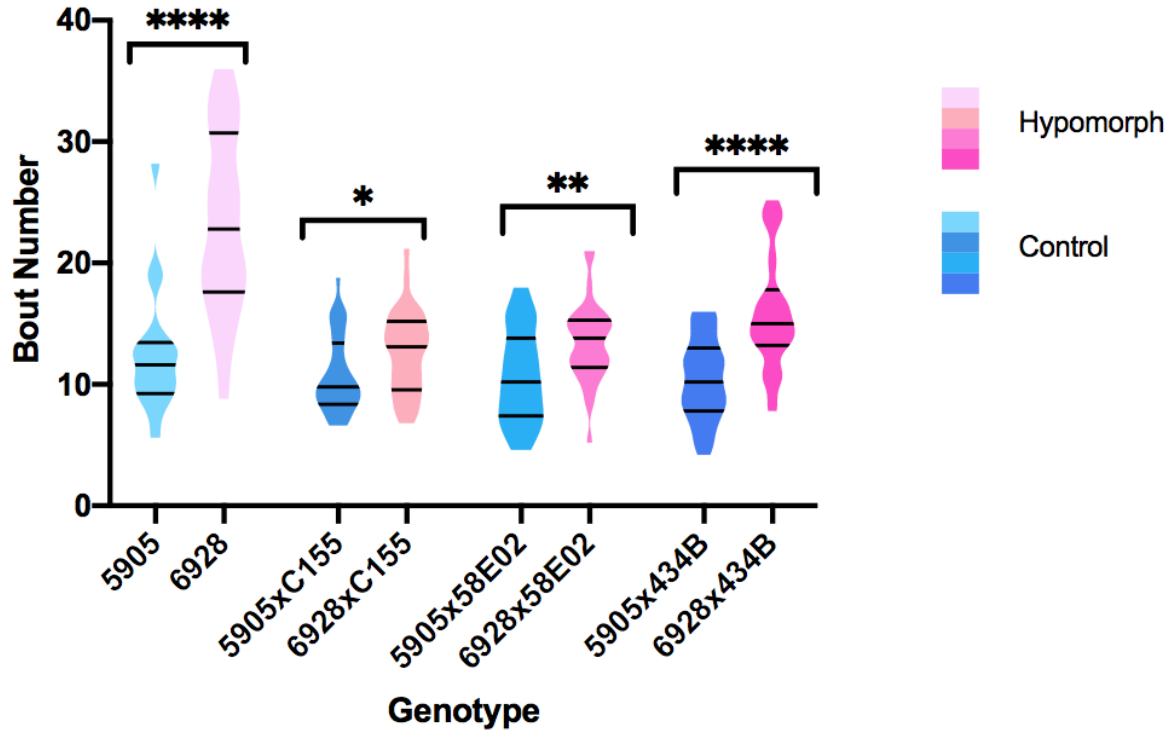 40
30
20
10
0
Bout Number
✱✱✱✱
✱
✱✱
✱✱✱✱
5905
6928
5905xC155
6928xC155
5905x58E02
6928x58E02
5905x434B
6928x434B
Genotype
Hypomorph
Control